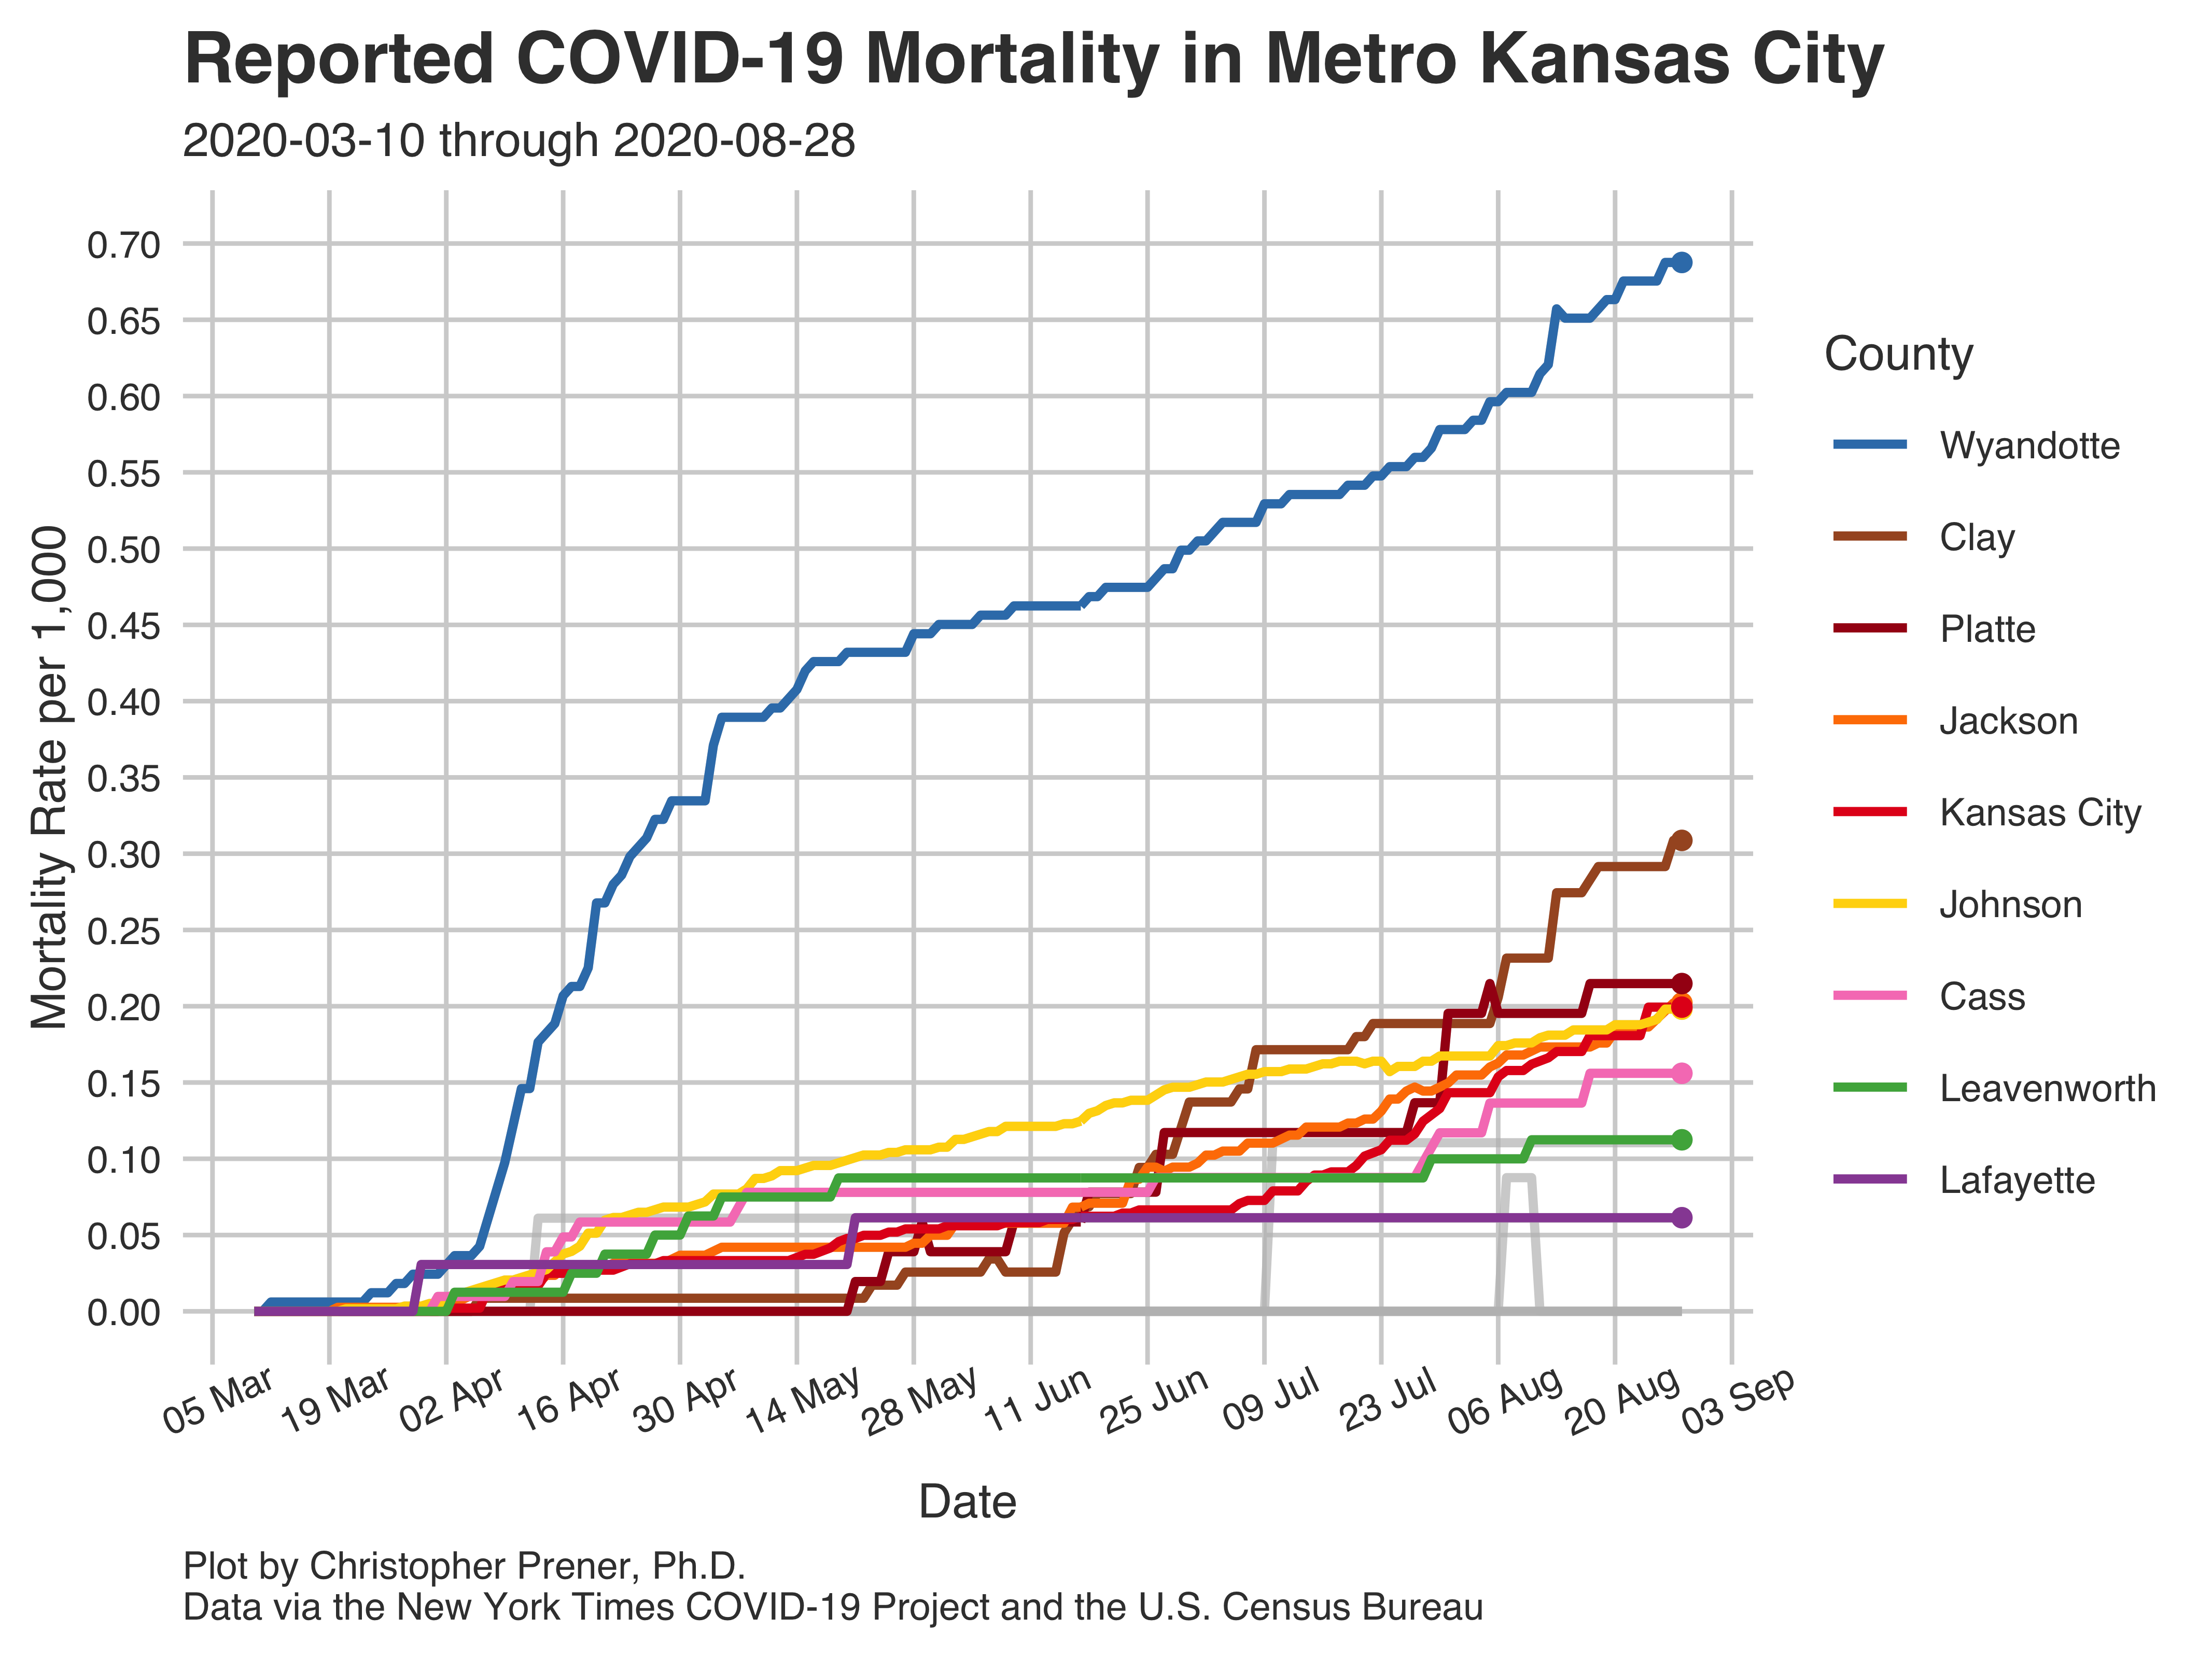 Reported COVID-19 Mortality in Metro Kansas City
2020-03-10 through 2020-08-28
Mortality Rate per 1,000
0.70
0.65
0.60
0.55
0.50
0.45
0.40
0.35
0.30
0.25
0.20
0.15
0.10
0.05
0.00
05 Mar
19 Mar
02 Apr
16 Apr
30 Apr
14 May
28 May
11 Jun
25 Jun
09 Jul
23 Jul
06 Aug
20 Aug
03 Sep
Date
County
Wyandotte
Clay
Platte
Jackson
Kansas City
Johnson
Cass
Leavenworth
Lafayette
Plot by Christopher Prener, Ph.D.
Data via the New York Times COVID-19 Project and the U.S. Census Bureau